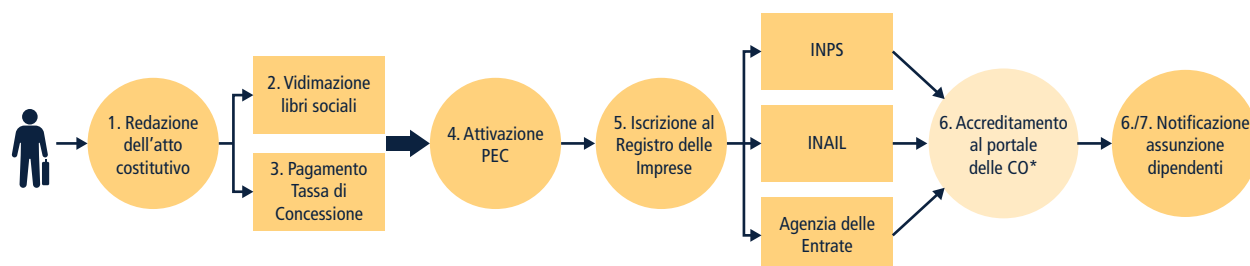 1. Redazione
dell'atto
costitutivo
2. Vidimazione
libri sociali
3. Pagamento
Tassa di
Concessione
4. Attivazione
PEC
5. Iscrizione al
Registro delle
Imprese
INPS
INAIL
Agenzia delle
Entrate
6. Accreditamento
al portale
delle CO*
6./7. Notificazione
assunzione
dipendenti